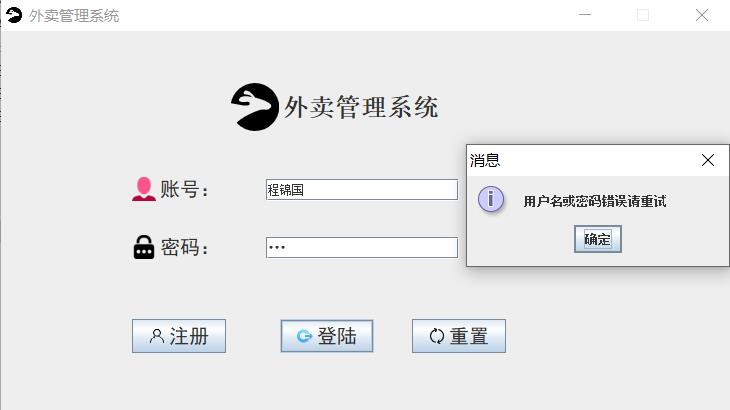 外卖管理系统
外卖管理系统
消息
账号：
程锦国
用户名或密码错误请重试
确定
密码：
•••
注册
登陆
重置